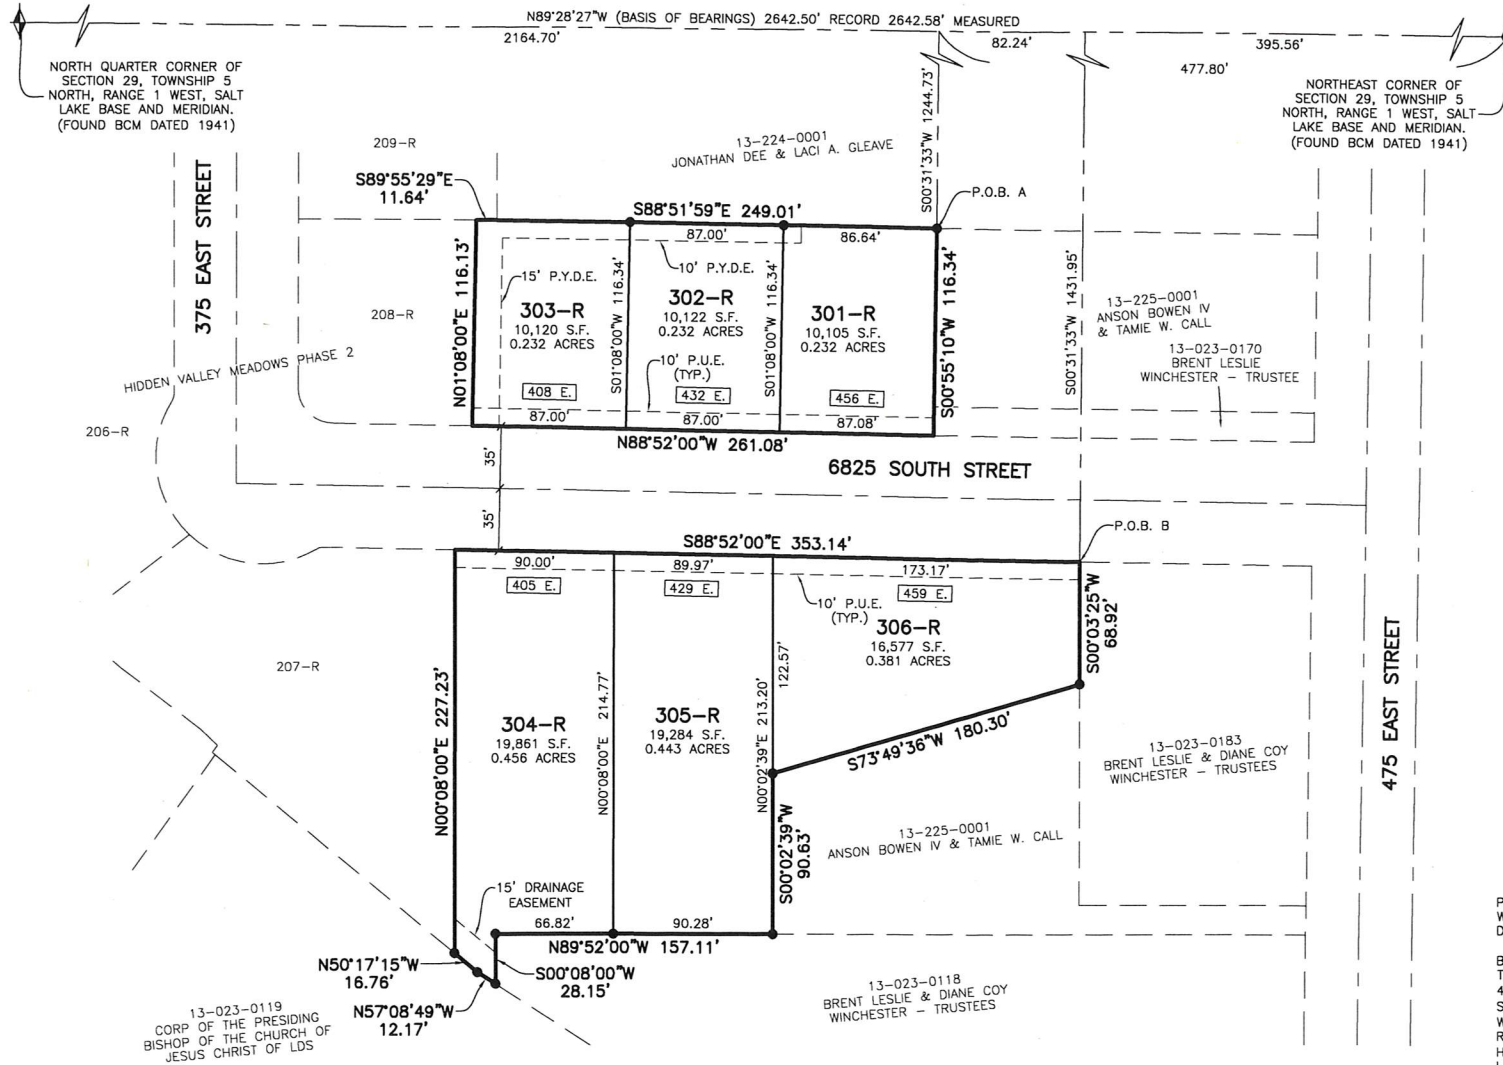 N89°28'27"W (BASIS OF BEARINGS) 2642.50' RECORD 2642.58' MEASURED
2164.70'
82.24'
395.56'
477.80'
NORTH QUARTER CORNER OF
SECTION 29, TOWNSHIP 5
NORTH, RANGE 1 WEST, SALT
LAKE BASE AND MERIDIAN.
(FOUND BCM DATED 1941)
NORTHEAST CORNER OF
SECTION 29, TOWNSHIP 5
NORTH, RANGE 1 WEST, SALT
LAKE BASE AND MERIDIAN.
(FOUND BCM DATED 1941)
S00°31'33"W 1244.73'
209-R
13-224-0001
JONATHAN DEE & LACI A. GLEAVE
375 EAST STREET
S89°55'29"E
11.64'
S88°51'59"E 249.01'
P.O.B. A
87.00'
86.64'
10' P.Y.D.E.
15' P.Y.D.E.
N01°08'00"E 116.13'
303-R
10,120 S.F.
0.232 ACRES
S01°08'00"W 116.34'
302-R
10,122 S.F.
0.232 ACRES
S01°08'00"W 116.34'
301-R
10,105 S.F.
0.232 ACRES
S00°55'10"W 116.34'
S00°31'33"W 1431.95'
13-225-0001
ANSON BOWEN IV
& TAMIE W. CALL
13-023-0170
BRENT LESLIE
WINCHESTER - TRUSTEE
208-R
HIDDEN VALLEY MEADOWS PHASE 2
10' P.U.E.
(TYP.)
408 E.
432 E.
456 E.
87.00'
87.00'
87.08'
N88°52'00"W 261.08'
206-R
35'
6825 SOUTH STREET
35'
S88°52'00"E 353.14'
P.O.B. B
90.00'
89.97'
173.17'
405 E.
429 E.
459 E.
10' P.U.E.
(TYP.)
306-R
16,577 S.F.
0.381 ACRES
S00°03'25"W
68.92'
207-R
N00°08'00"E 227.23'
304-R
19,861 S.F.
0.456 ACRES
N00°08'00"E 214.77'
305-R
19,284 S.F.
0.443 ACRES
N00°02'39"E 213.20'
122.57'
S73°49'36"W 180.30'
475 EAST STREET
13-023-0183
BRENT LESLIE & DIANE COY
WINCHESTER - TRUSTEES
S00°02'39"W
90.63'
13-225-0001
ANSON BOWEN IV & TAMIE W. CALL
15' DRAINAGE
EASEMENT
66.82'
90.28'
N89°52'00"W 157.11'
N50°17'15"W
16.76'
S00°08'00"W
28.15'
N57°08'49"W
12.17'
13-023-0119
CORP OF THE PRESIDING
BISHOP OF THE CHURCH OF
JESUS CHRIST OF LDS
13-023-0118
BRENT LESLIE & DIANE COY
WINCHESTER - TRUSTEES